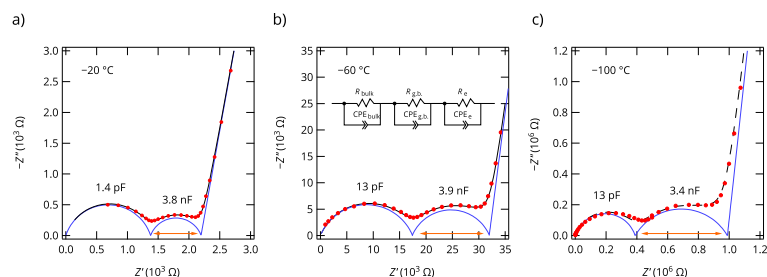 a)
−20 °C
1.4 pF
3.8 nF
−Z″ (10³ Ω)
3.0
2.5
2.0
1.5
1.0
0.5
0.0
0.0 0.5 1.0 1.5 2.0 2.5 3.0
Z′ (10³ Ω)
b)
−60 °C
R bulk R g.b. R e
CPE bulk CPE g.b. CPE e
13 pF
3.9 nF
−Z″ (10³ Ω)
35
30
25
20
15
10
5
0
0 5 10 15 20 25 30 35
Z′ (10³ Ω)
c)
−100 °C
13 pF
3.4 nF
−Z″ (10⁶ Ω)
1.2
1.0
0.8
0.6
0.4
0.2
0.0
0.0 0.2 0.4 0.6 0.8 1.0 1.2
Z′ (10⁶ Ω)